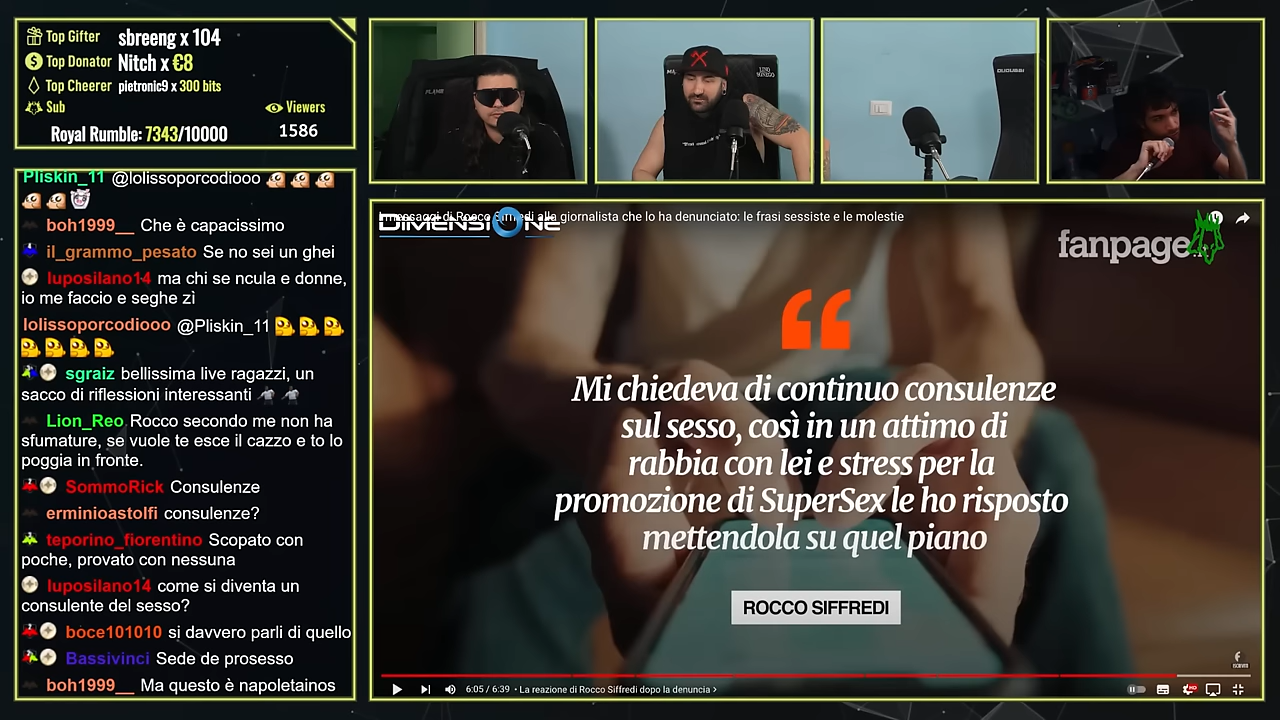 Top Gifter sbreeng x 104
Top Donator Nitch x €8
Top Cheerer pietronic9 x 300 bits
Sub
Viewers
Royal Rumble: 7343/10000
1586
Pliskin_11 @lolissoporcodiooo
boh1999__ Che è capacissimo
il_grammo_pesato Se no sei un ghei
luposilano14 ma chi se ncula e donne,
io me faccio e seghe zì
lolissoporcodiooo @Pliskin_11
sgraiz bellissima live ragazzi, un
sacco di riflessioni interessanti
Lion_Reo Rocco secondo me non ha
sfumature, se vuole te esce il cazzo e to lo
poggia in fronte.
SommoRick Consulenze
erminioastolfi consulenze?
teporino_fiorentino Scopato con
poche, provato con nessuna
luposilano14 come si diventa un
consulente del sesso?
boce101010 si davvero parli di quello
Bassivinci Sede de prosesso
boh1999__ Ma questo è napoletainos
I messaggi di Rocco Siffredi alla giornalista che lo ha denunciato: le frasi sessiste e le molestie
DIMENSIONE
fanpage
“
Mi chiedeva di continuo consulenze
sul sesso, così in un attimo di
rabbia con lei e stress per la
promozione di SuperSex le ho risposto
mettendola su quel piano
ROCCO SIFFREDI
6:05 / 6:39 • La reazione di Rocco Siffredi dopo la denuncia ›
HD
ISCRIVITI